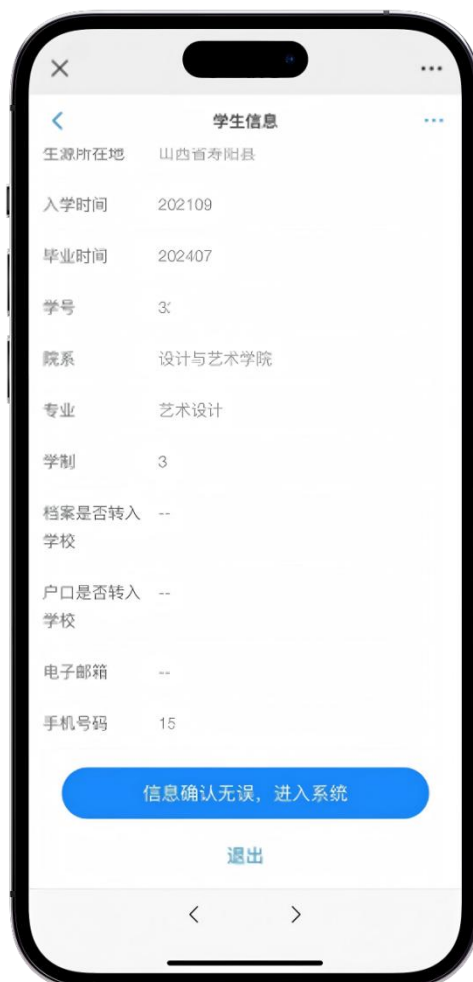 学生信息
生源所在地 山西省寿阳县
入学时间 202109
毕业时间 202407
学号 3
院系 设计与艺术学院
专业 艺术设计
学制 3
档案是否转入 --
学校
户口是否转入 --
学校
电子邮箱 --
手机号码 15
信息确认无误，进入系统
退出